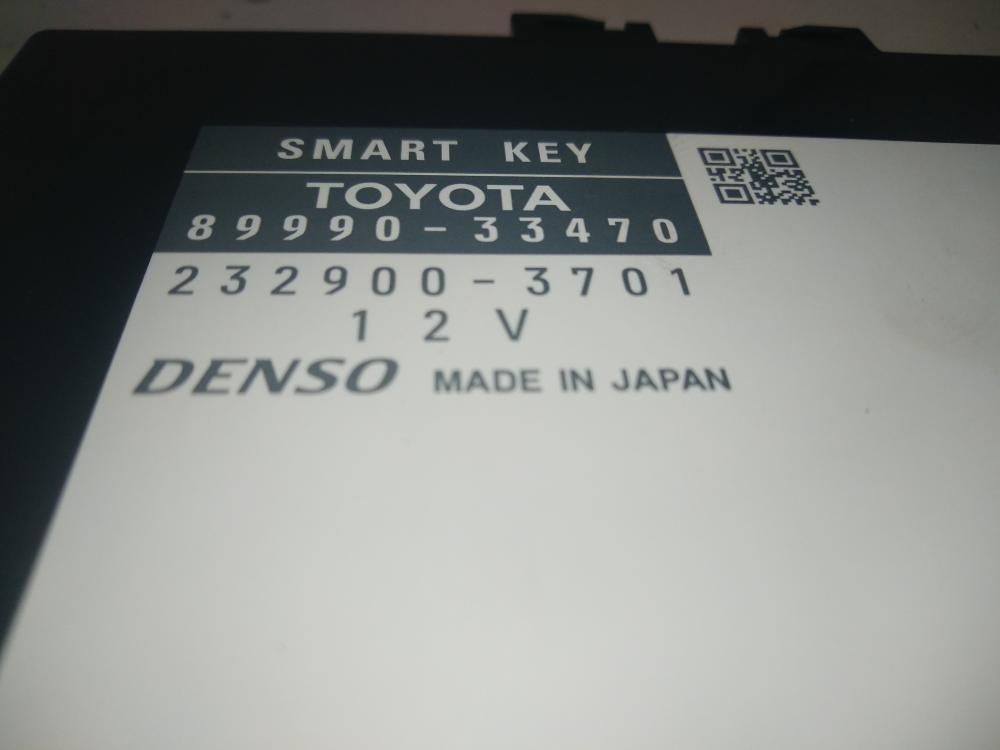 SMART KEY
TOYOTA
89990-33470
232900-3701
12V
DENSO MADE IN JAPAN